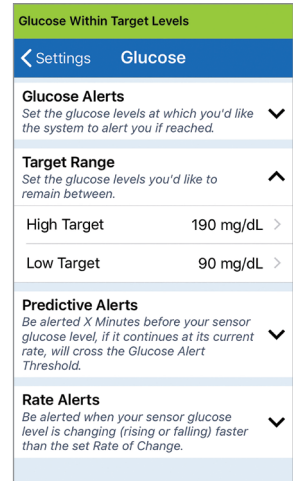 Glucose Within Target Levels
Settings Glucose
Glucose Alerts
Set the glucose levels at which you'd like
the system to alert you if reached.
Target Range
Set the glucose levels you'd like to
remain between.
High Target 190 mg/dL
Low Target 90 mg/dL
Predictive Alerts
Be alerted X Minutes before your sensor
glucose level, if it continues at its current
rate, will cross the Glucose Alert
Threshold.
Rate Alerts
Be alerted when your sensor glucose
level is changing (rising or falling) faster
than the set Rate of Change.